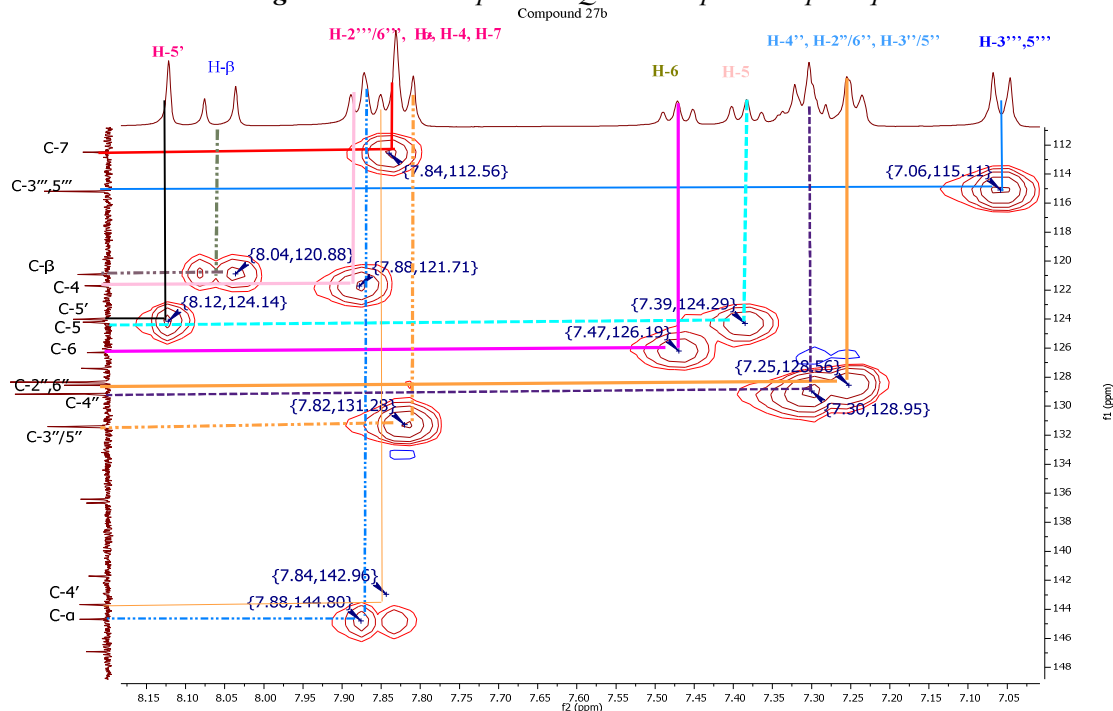 Compound 27b
H-2'''/6''', Hα, H-4, H-7
H-4'', H-2''/6'', H-3''/5''
H-3''',5'''
H-5'
H-β
H-6
H-5
C-7
{7.84,112.56}
{7.06,115.11}
C-3''',5'''
{8.04,120.88}
C-β
{7.88,121.71}
C-4
{8.12,124.14}
{7.39,124.29}
C-5'
C-5
{7.47,126.19}
C-6
{7.25,128.56}
C-2'',6''
C-4''
{7.82,131.28}
{7.30,128.95}
C-3''/5''
{7.84,142.96}
C-4'
{7.88,144.80}
C-α
112
114
116
118
120
122
124
126
128
130
132
134
136
138
140
142
144
146
148
f1 (ppm)
8.15 8.10 8.05 8.00 7.95 7.90 7.85 7.80 7.75 7.70 7.65 7.60 7.55 7.50 7.45 7.40 7.35 7.30 7.25 7.20 7.15 7.10 7.05
f2 (ppm)